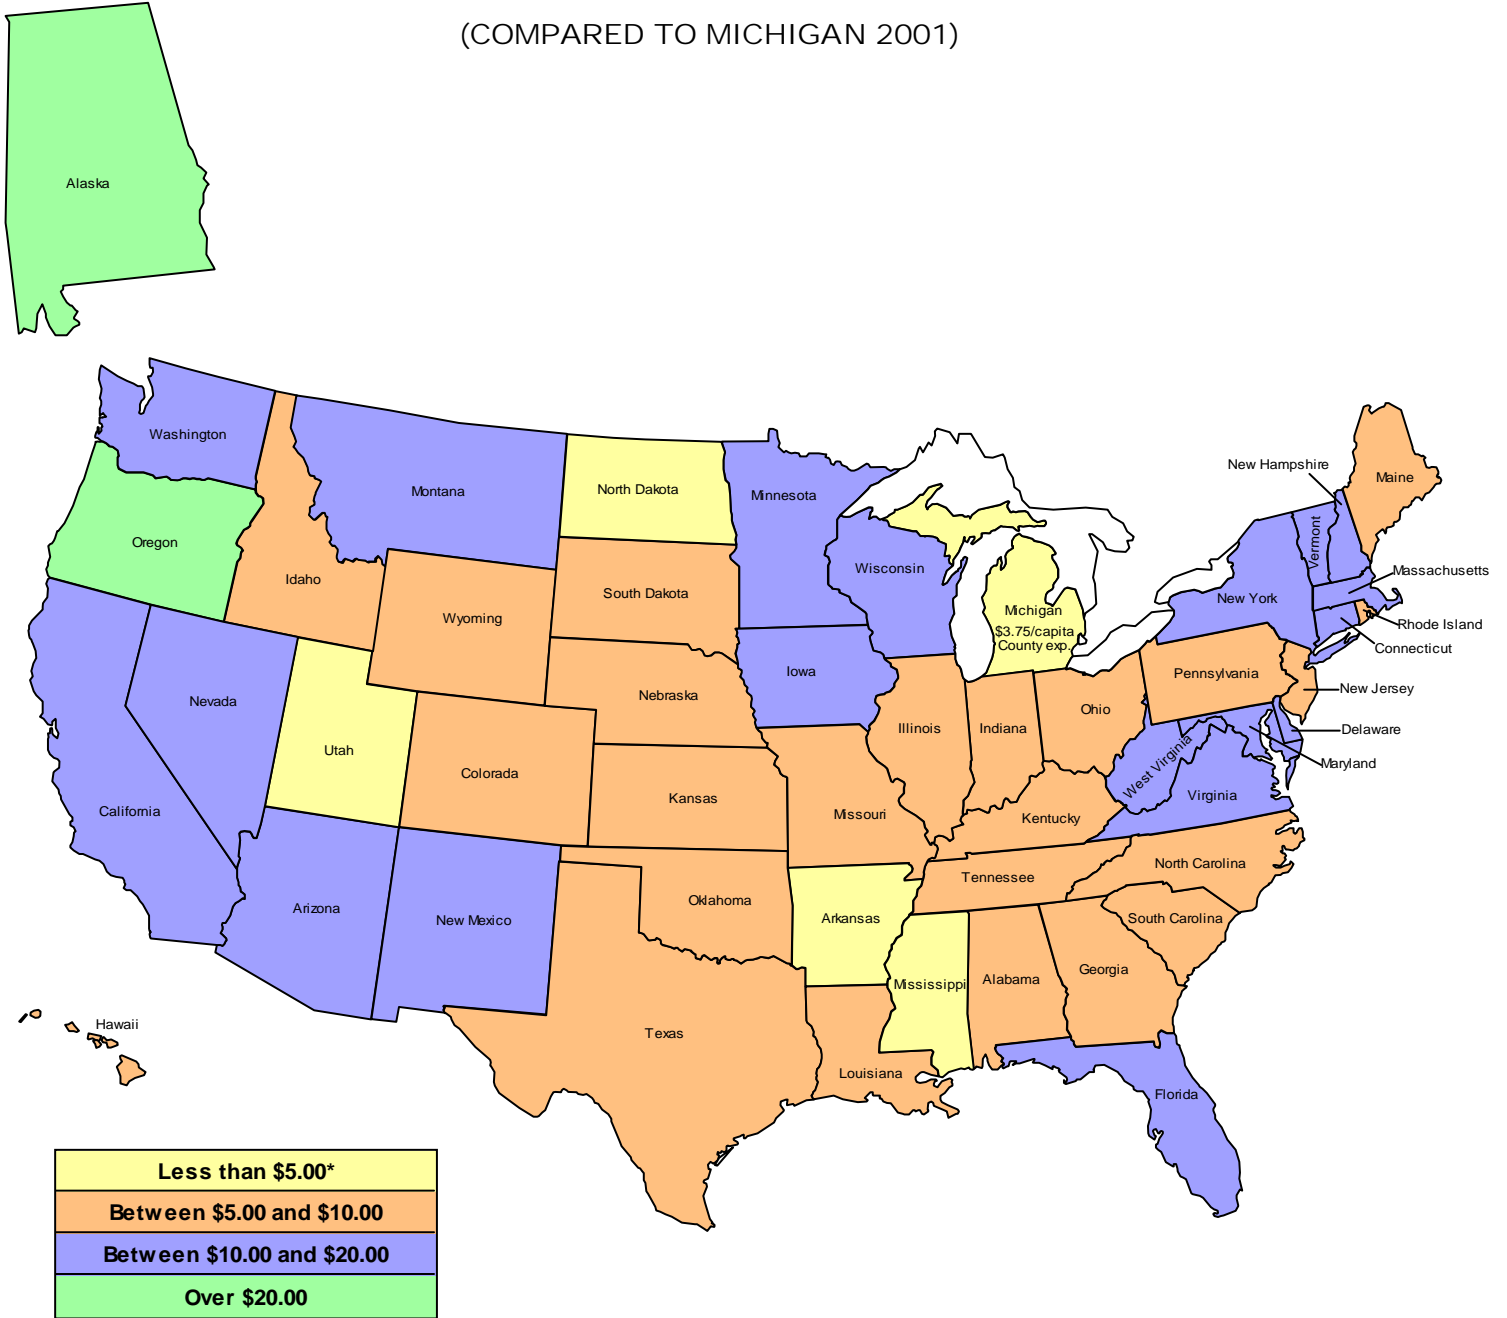 (COMPARED TO MICHIGAN 2001)
Alaska
Washington
Montana
North Dakota
Minnesota
New Hampshire
Maine
Oregon
Idaho
Wyoming
South Dakota
Wisconsin
Michigan
$3.75/capita
County exp.
Vermont
New York
Massachusetts
Rhode Island
Connecticut
Nevada
Utah
Nebraska
Iowa
Illinois
Indiana
Ohio
Pennsylvania
New Jersey
Delaware
Maryland
California
Colorada
Kansas
Missouri
Kentucky
West Virginia
Virginia
Arizona
New Mexico
Oklahoma
Arkansas
Tennessee
North Carolina
South Carolina
Mississippi
Alabama
Georgia
Hawaii
Texas
Louisiana
Florida
Less than $5.00*
Between $5.00 and $10.00
Between $10.00 and $20.00
Over $20.00